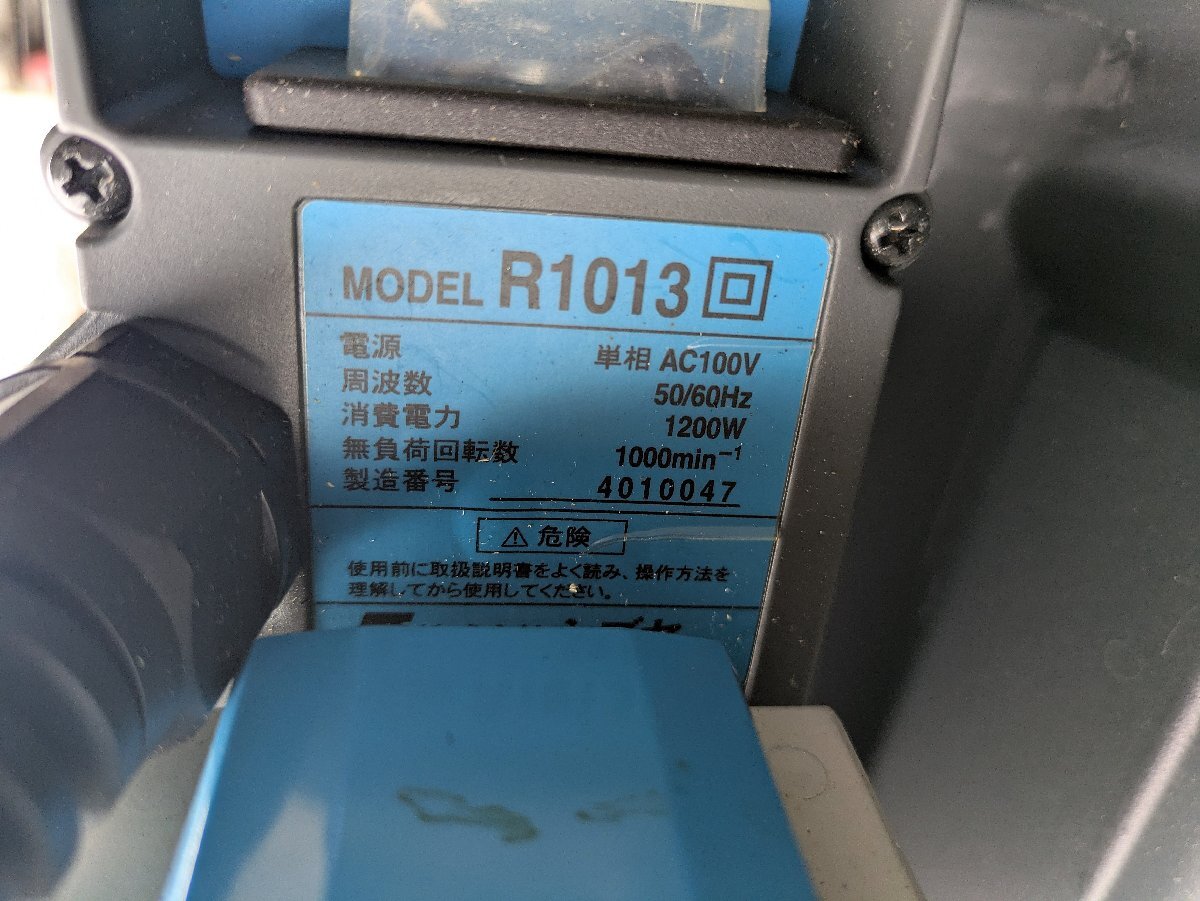 MODEL R1013
電源 単相 AC100V
周波数 50/60Hz
消費電力 1200W
無負荷回転数 1000min⁻¹
製造番号 4010047
⚠ 危険
使用前に取扱説明書をよく読み、操作方法を
理解してから使用してください。